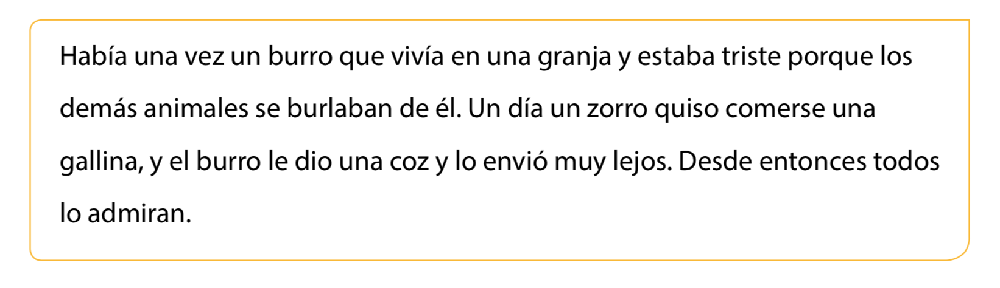 Había una vez un burro que vivía en una granja y estaba triste porque los
demás animales se burlaban de él. Un día un zorro quiso comerse una
gallina, y el burro le dio una coz y lo envió muy lejos. Desde entonces todos
lo admiran.